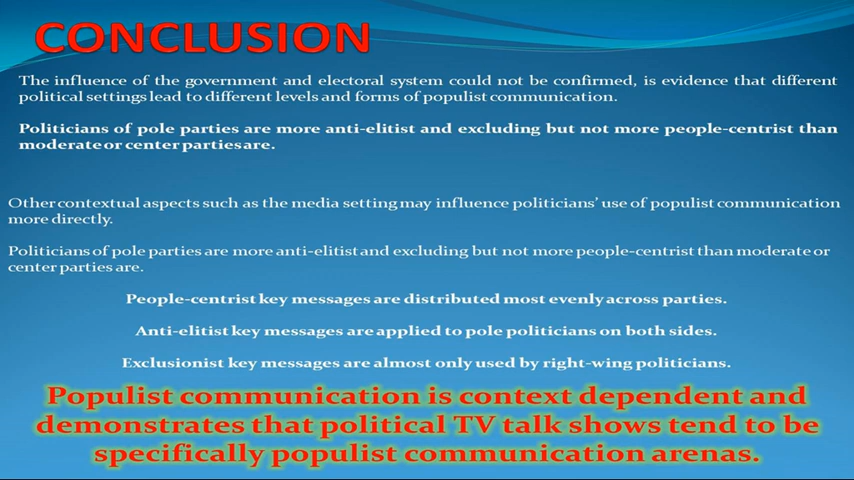 CONCLUSION
The influence of the government and electoral system could not be confirmed, is evidence that different
political settings lead to different levels and forms of populist communication.
Politicians of pole parties are more anti-elitist and excluding but not more people-centrist than
moderate or center parties are.
Other contextual aspects such as the media setting may influence politicians’ use of populist communication
more directly.
Politicians of pole parties are more anti-elitist and excluding but not more people-centrist than moderate or
center parties are.
People-centrist key messages are distributed most evenly across parties.
Anti-elitist key messages are applied to pole politicians on both sides.
Exclusionist key messages are almost only used by right-wing politicians.
Populist communication is context dependent and
demonstrates that political TV talk shows tend to be
specifically populist communication arenas.